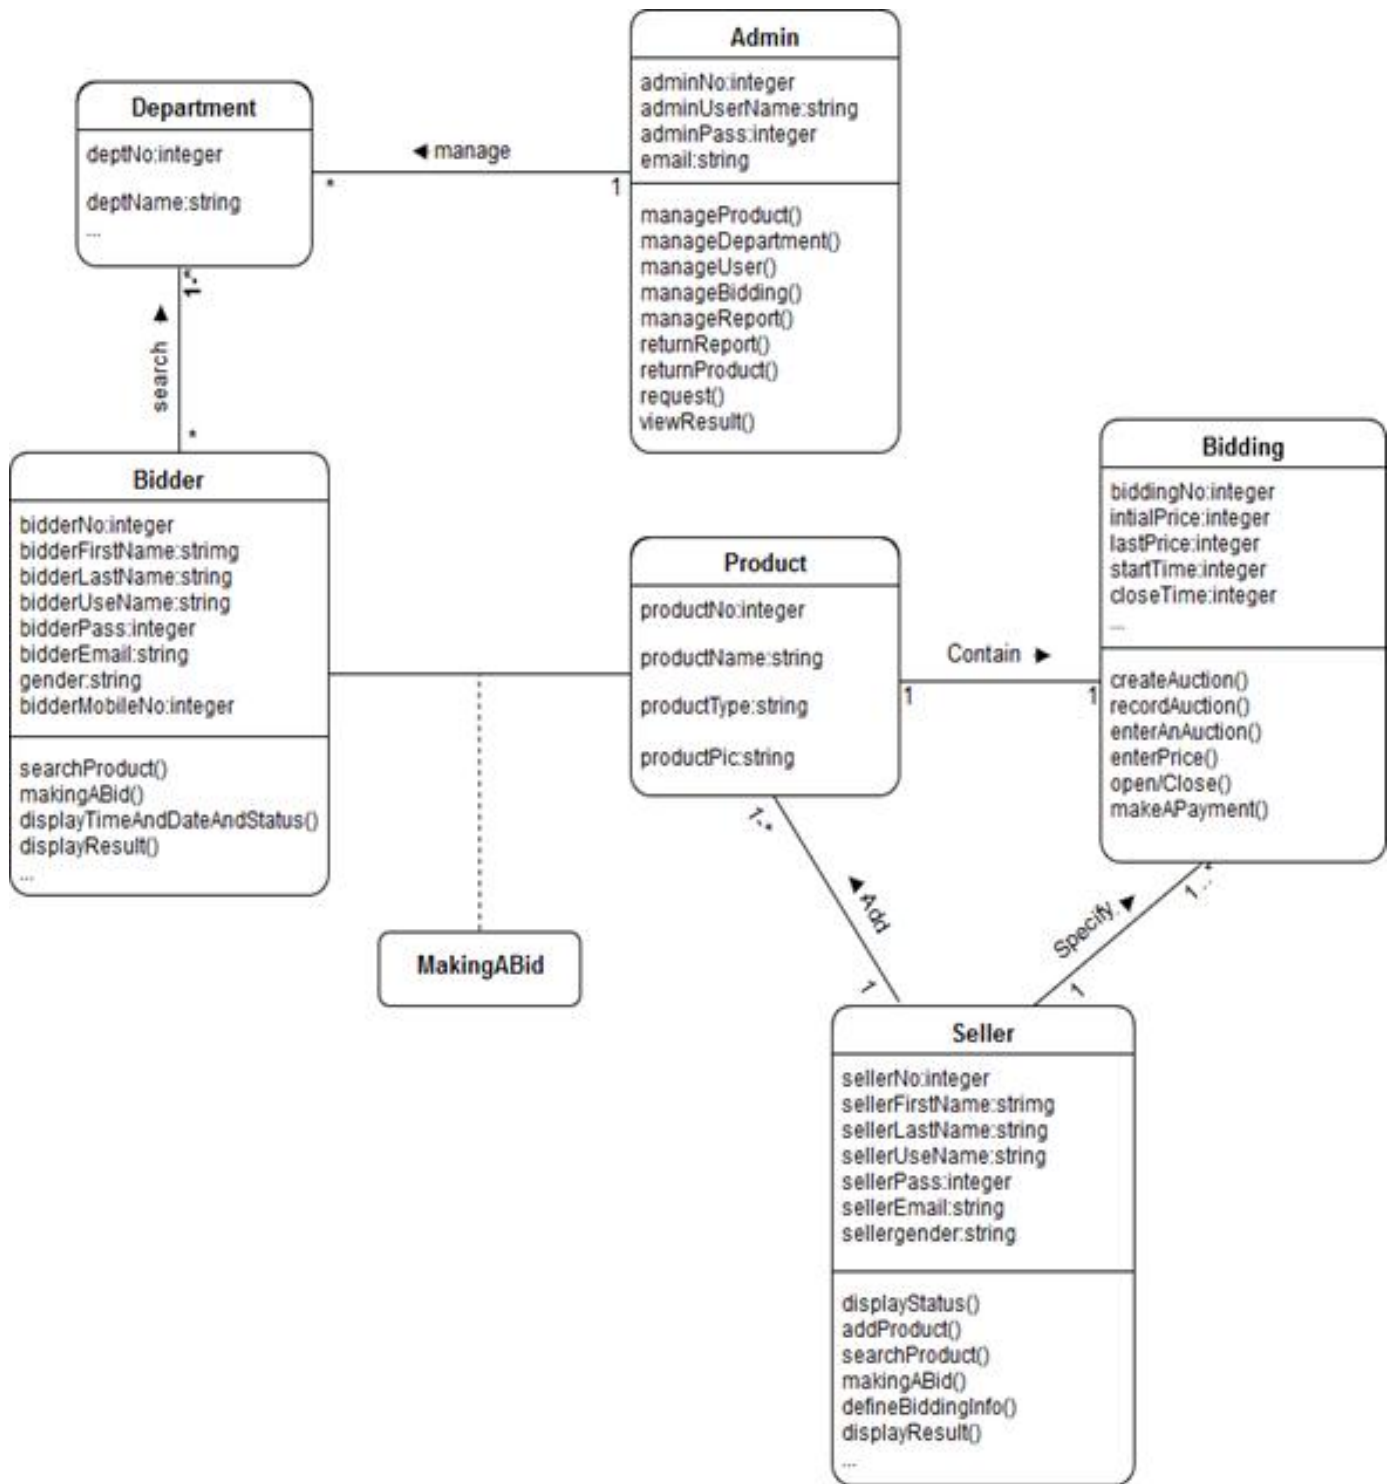 Admin
adminNo:integer
adminUserName:string
adminPass:integer
email:string
manageProduct()
manageDepartment()
manageUser()
manageBidding()
manageReport()
returnReport()
returnProduct()
request()
viewResult()
Department
deptNo:integer
deptName:string
...
◄ manage
*
1
1..*
search ►
*
Bidder
bidderNo:integer
bidderFirstName:strimg
bidderLastName:string
bidderUseName:string
bidderPass:integer
bidderEmail:string
gender:string
bidderMobileNo:integer
searchProduct()
makingABid()
displayTimeAndDateAndStatus()
displayResult()
...
Product
productNo:integer
productName:string
productType:string
productPic:string
Contain ►
1
1
Bidding
biddingNo:integer
intialPrice:integer
lastPrice:integer
startTime:integer
closeTime:integer
...
createAuction()
recordAuction()
enterAnAuction()
enterPrice()
open/Close()
makeAPayment()
MakingABid
1..*
◄ Add
1
1..*
Specify ►
1
Seller
sellerNo:integer
sellerFirstName:strimg
sellerLastName:string
sellerUseName:string
sellerPass:integer
sellerEmail:string
sellergender:string
displayStatus()
addProduct()
searchProduct()
makingABid()
defineBiddingInfo()
displayResult()
...